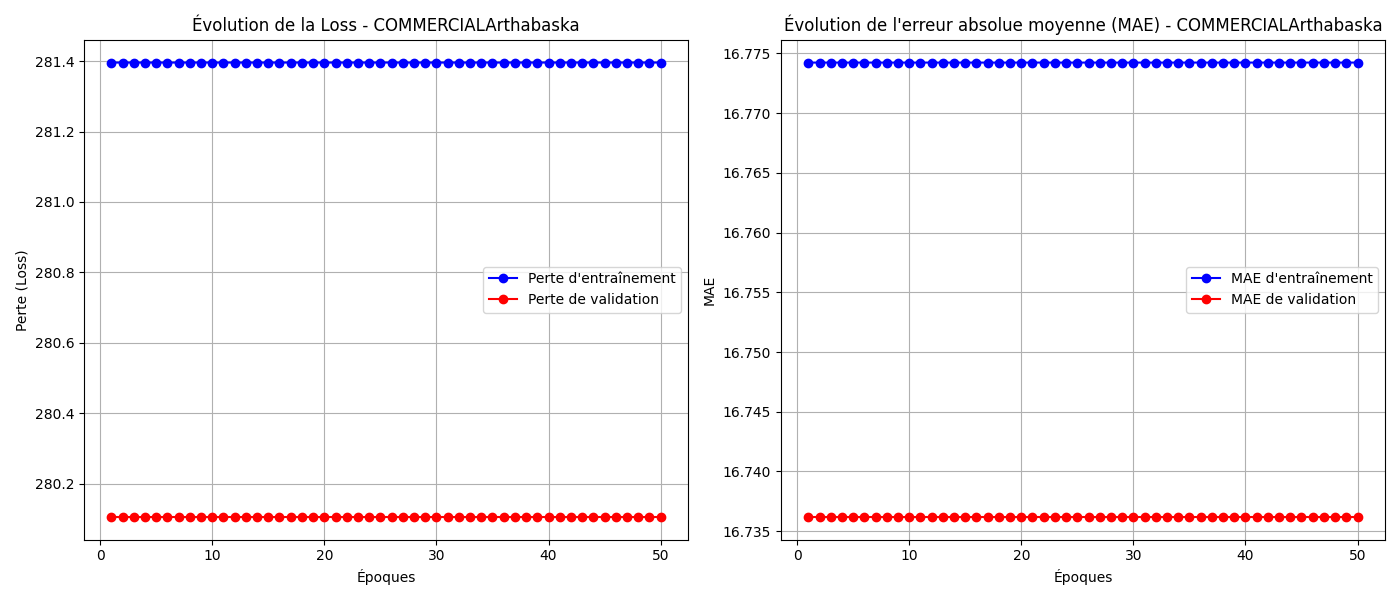 Évolution de la Loss - COMMERCIALArthabaska
281.4
281.2
281.0
280.8
280.6
280.4
280.2
Perte (Loss)
Perte d'entraînement
Perte de validation
0 10 20 30 40 50
Époques
Évolution de l'erreur absolue moyenne (MAE) - COMMERCIALArthabaska
16.775
16.770
16.765
16.760
16.755
16.750
16.745
16.740
16.735
MAE
MAE d'entraînement
MAE de validation
0 10 20 30 40 50
Époques